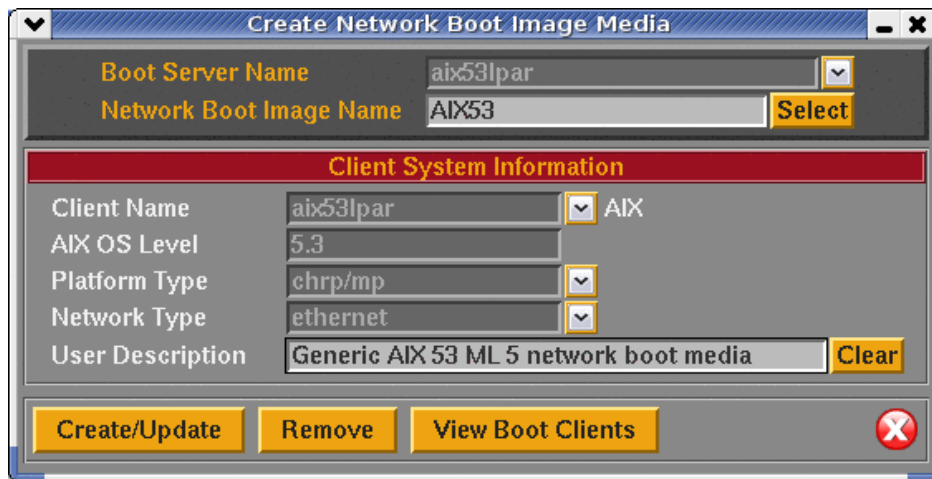 Create Network Boot Image Media
Boot Server Name aix53lpar
Network Boot Image Name AIX53 Select
Client System Information
Client Name aix53lpar AIX
AIX OS Level 5.3
Platform Type chrp/mp
Network Type ethernet
User Description Generic AIX 53 ML 5 network boot media Clear
Create/Update Remove View Boot Clients